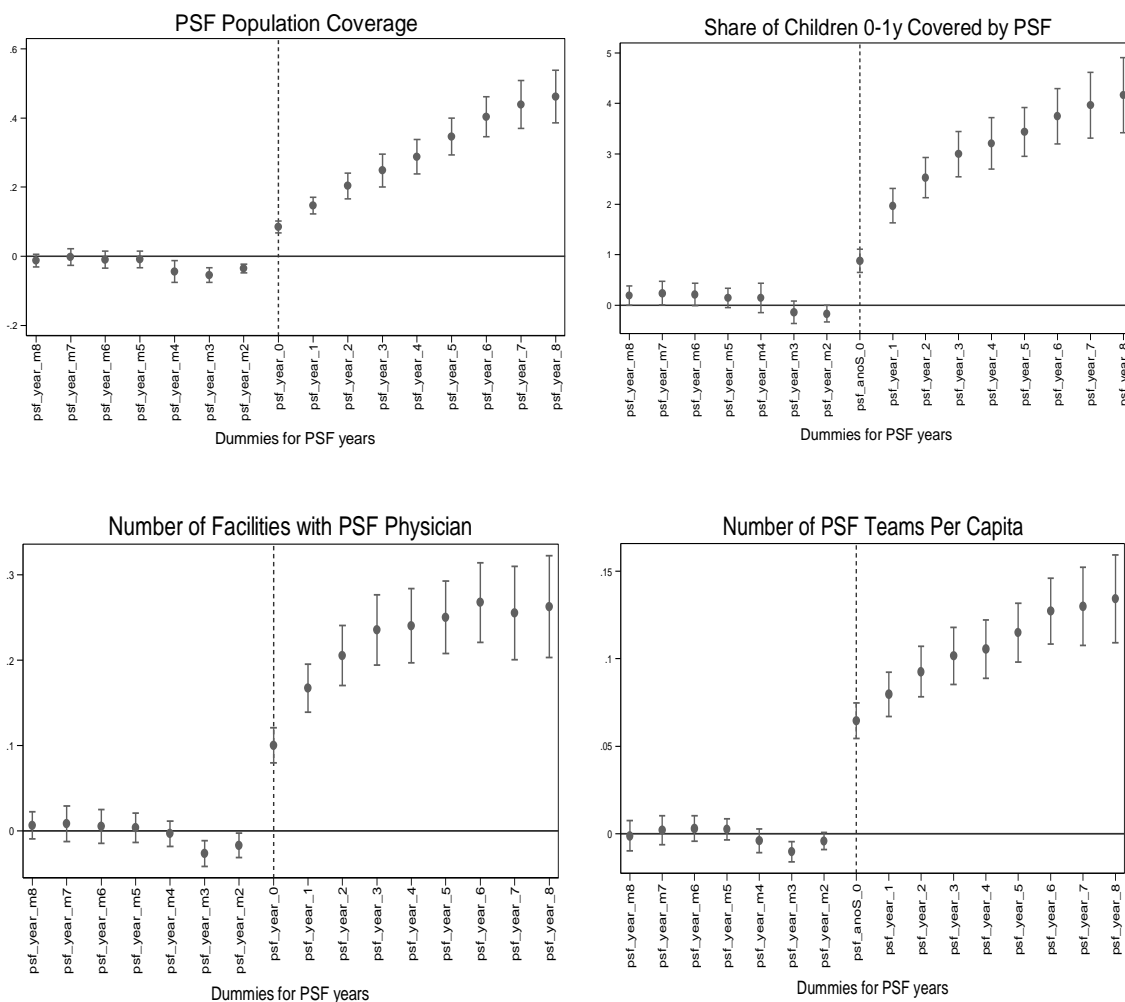 PSF Population Coverage
.6
.4
.2
0
-.2
psf_year_m8
psf_year_m7
psf_year_m6
psf_year_m5
psf_year_m4
psf_year_m3
psf_year_m2
psf_year_0
psf_year_1
psf_year_2
psf_year_3
psf_year_4
psf_year_5
psf_year_6
psf_year_7
psf_year_8
Dummies for PSF years
Share of Children 0-1y Covered by PSF
5
4
3
2
1
0
psf_year_m8
psf_year_m7
psf_year_m6
psf_year_m5
psf_year_m4
psf_year_m3
psf_year_m2
psf_anoS_0
psf_year_1
psf_year_2
psf_year_3
psf_year_4
psf_year_5
psf_year_6
psf_year_7
psf_year_8
Dummies for PSF years
Number of Facilities with PSF Physician
.3
.2
.1
0
psf_year_m8
psf_year_m7
psf_year_m6
psf_year_m5
psf_year_m4
psf_year_m3
psf_year_m2
psf_year_0
psf_year_1
psf_year_2
psf_year_3
psf_year_4
psf_year_5
psf_year_6
psf_year_7
psf_year_8
Dummies for PSF years
Number of PSF Teams Per Capita
.15
.1
.05
0
psf_year_m8
psf_year_m7
psf_year_m6
psf_year_m5
psf_year_m4
psf_year_m3
psf_year_m2
psf_anoS_0
psf_year_1
psf_year_2
psf_year_3
psf_year_4
psf_year_5
psf_year_6
psf_year_7
psf_year_8
Dummies for PSF years